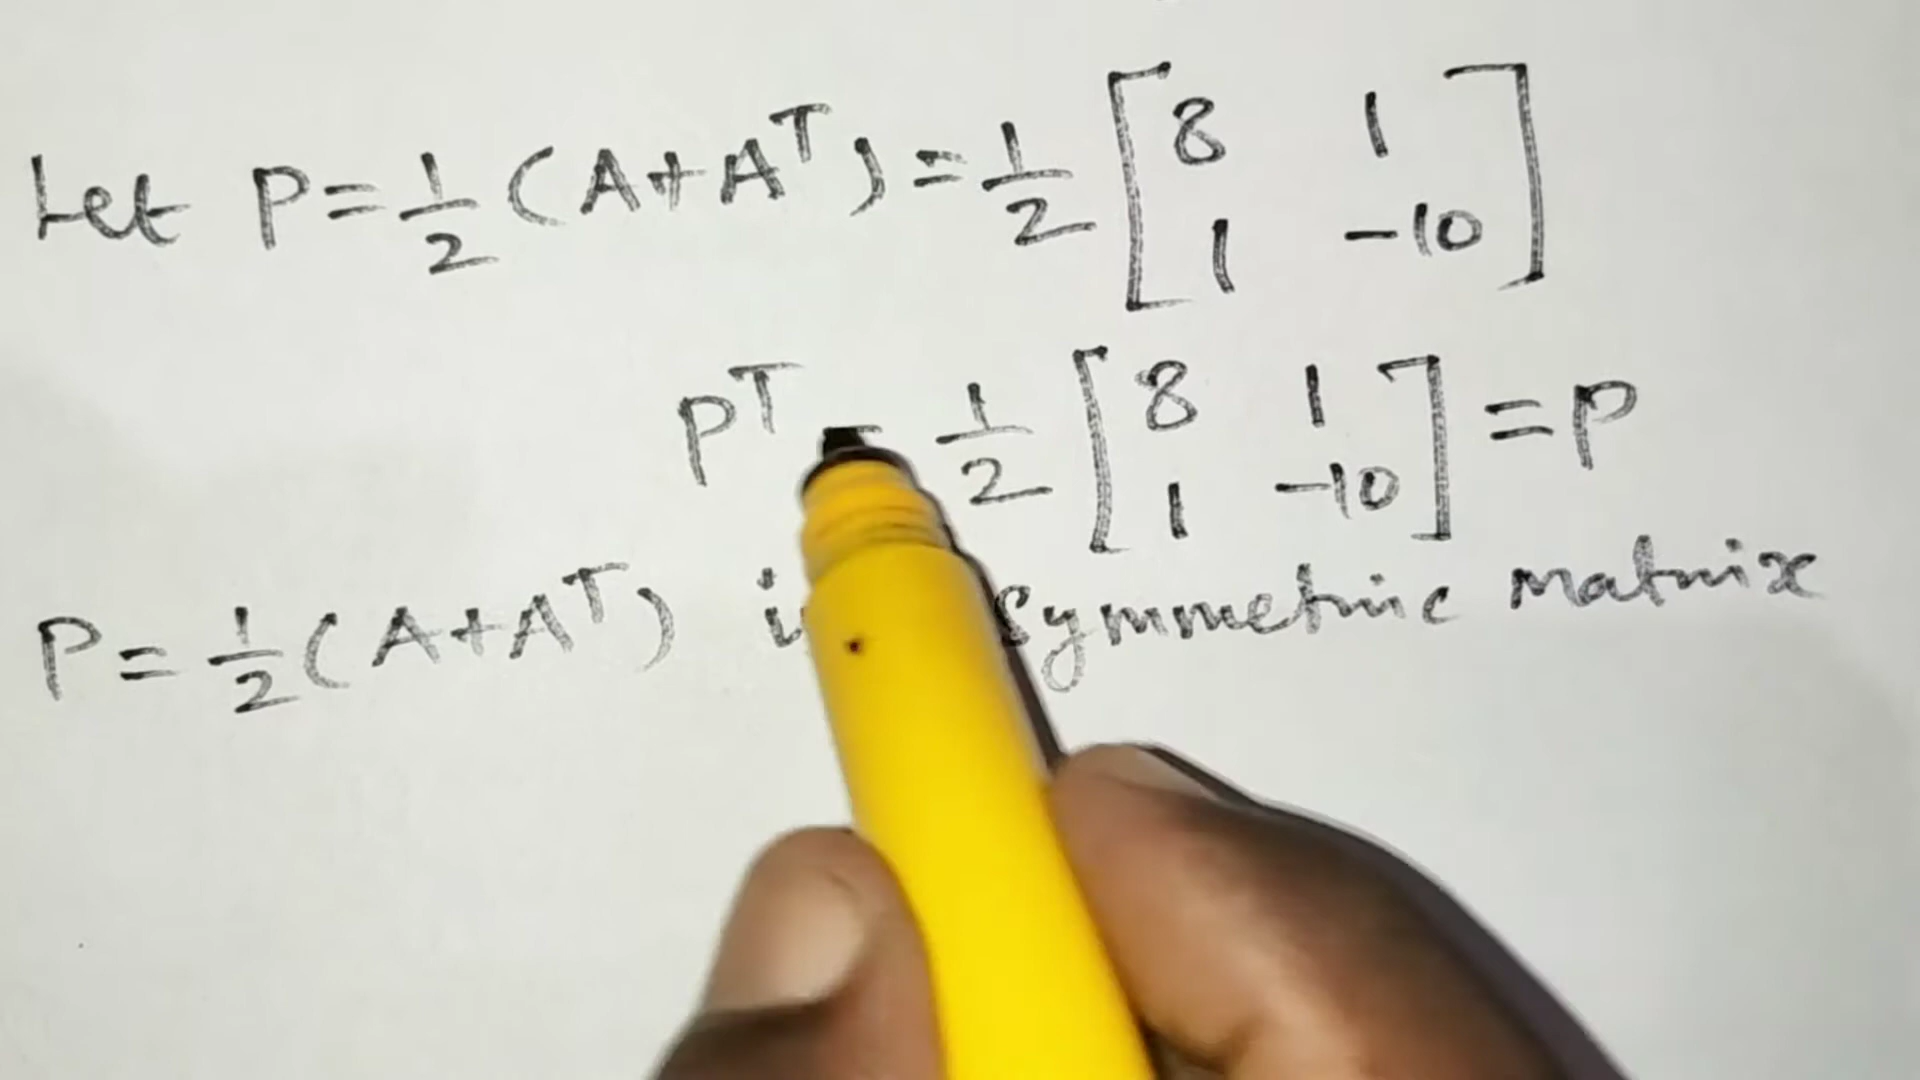 Let P = 1/2 (A + A^T) = 1/2 [8 1; 1 -10]
P^T = 1/2 [8 1; 1 -10] = P
P = 1/2 (A + A^T) symmetric matrix